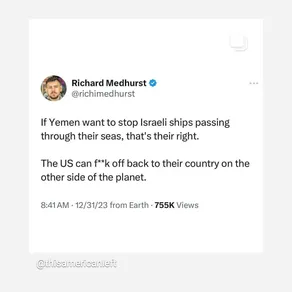 Richard Medhurst
@richimedhurst
If Yemen want to stop Israeli ships passing
through their seas, that's their right.
The US can f**k off back to their country on the
other side of the planet.
8:41 AM · 12/31/23 from Earth · 755K Views
@thisamericanleft